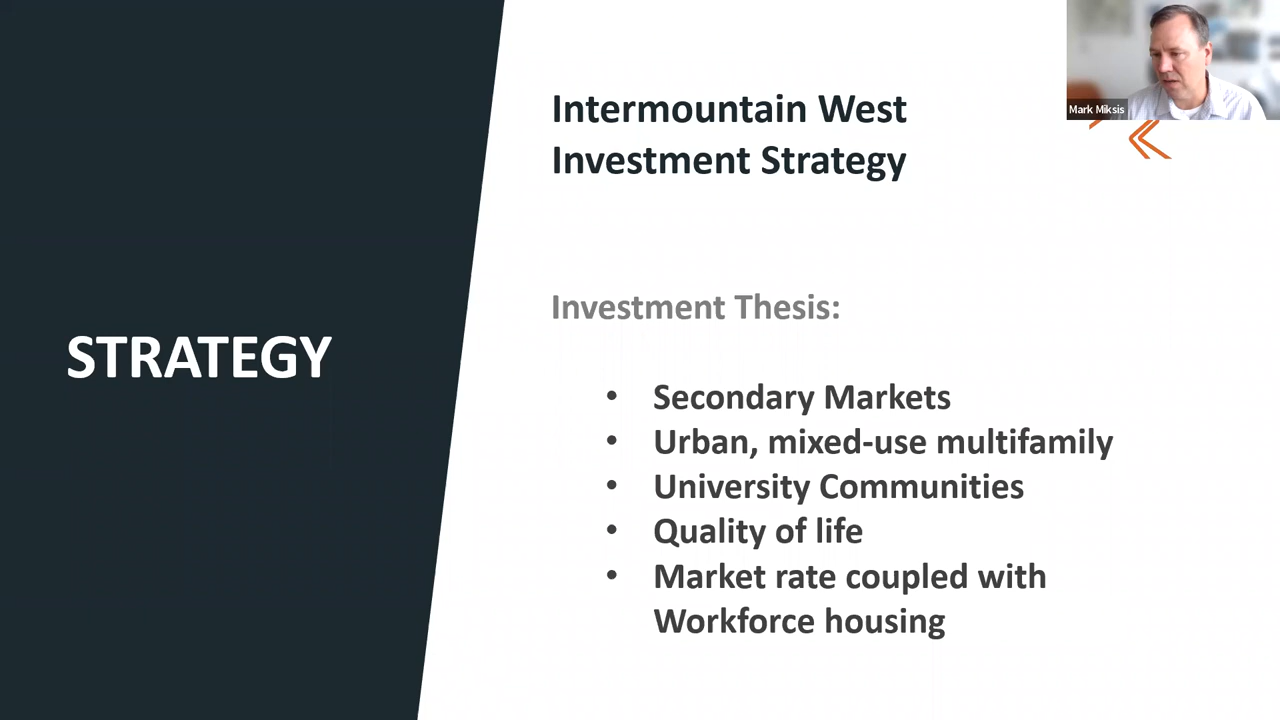 Mark Miksis
Intermountain West
Investment Strategy
Investment Thesis:
STRATEGY
• Secondary Markets
• Urban, mixed-use multifamily
• University Communities
• Quality of life
• Market rate coupled with
Workforce housing